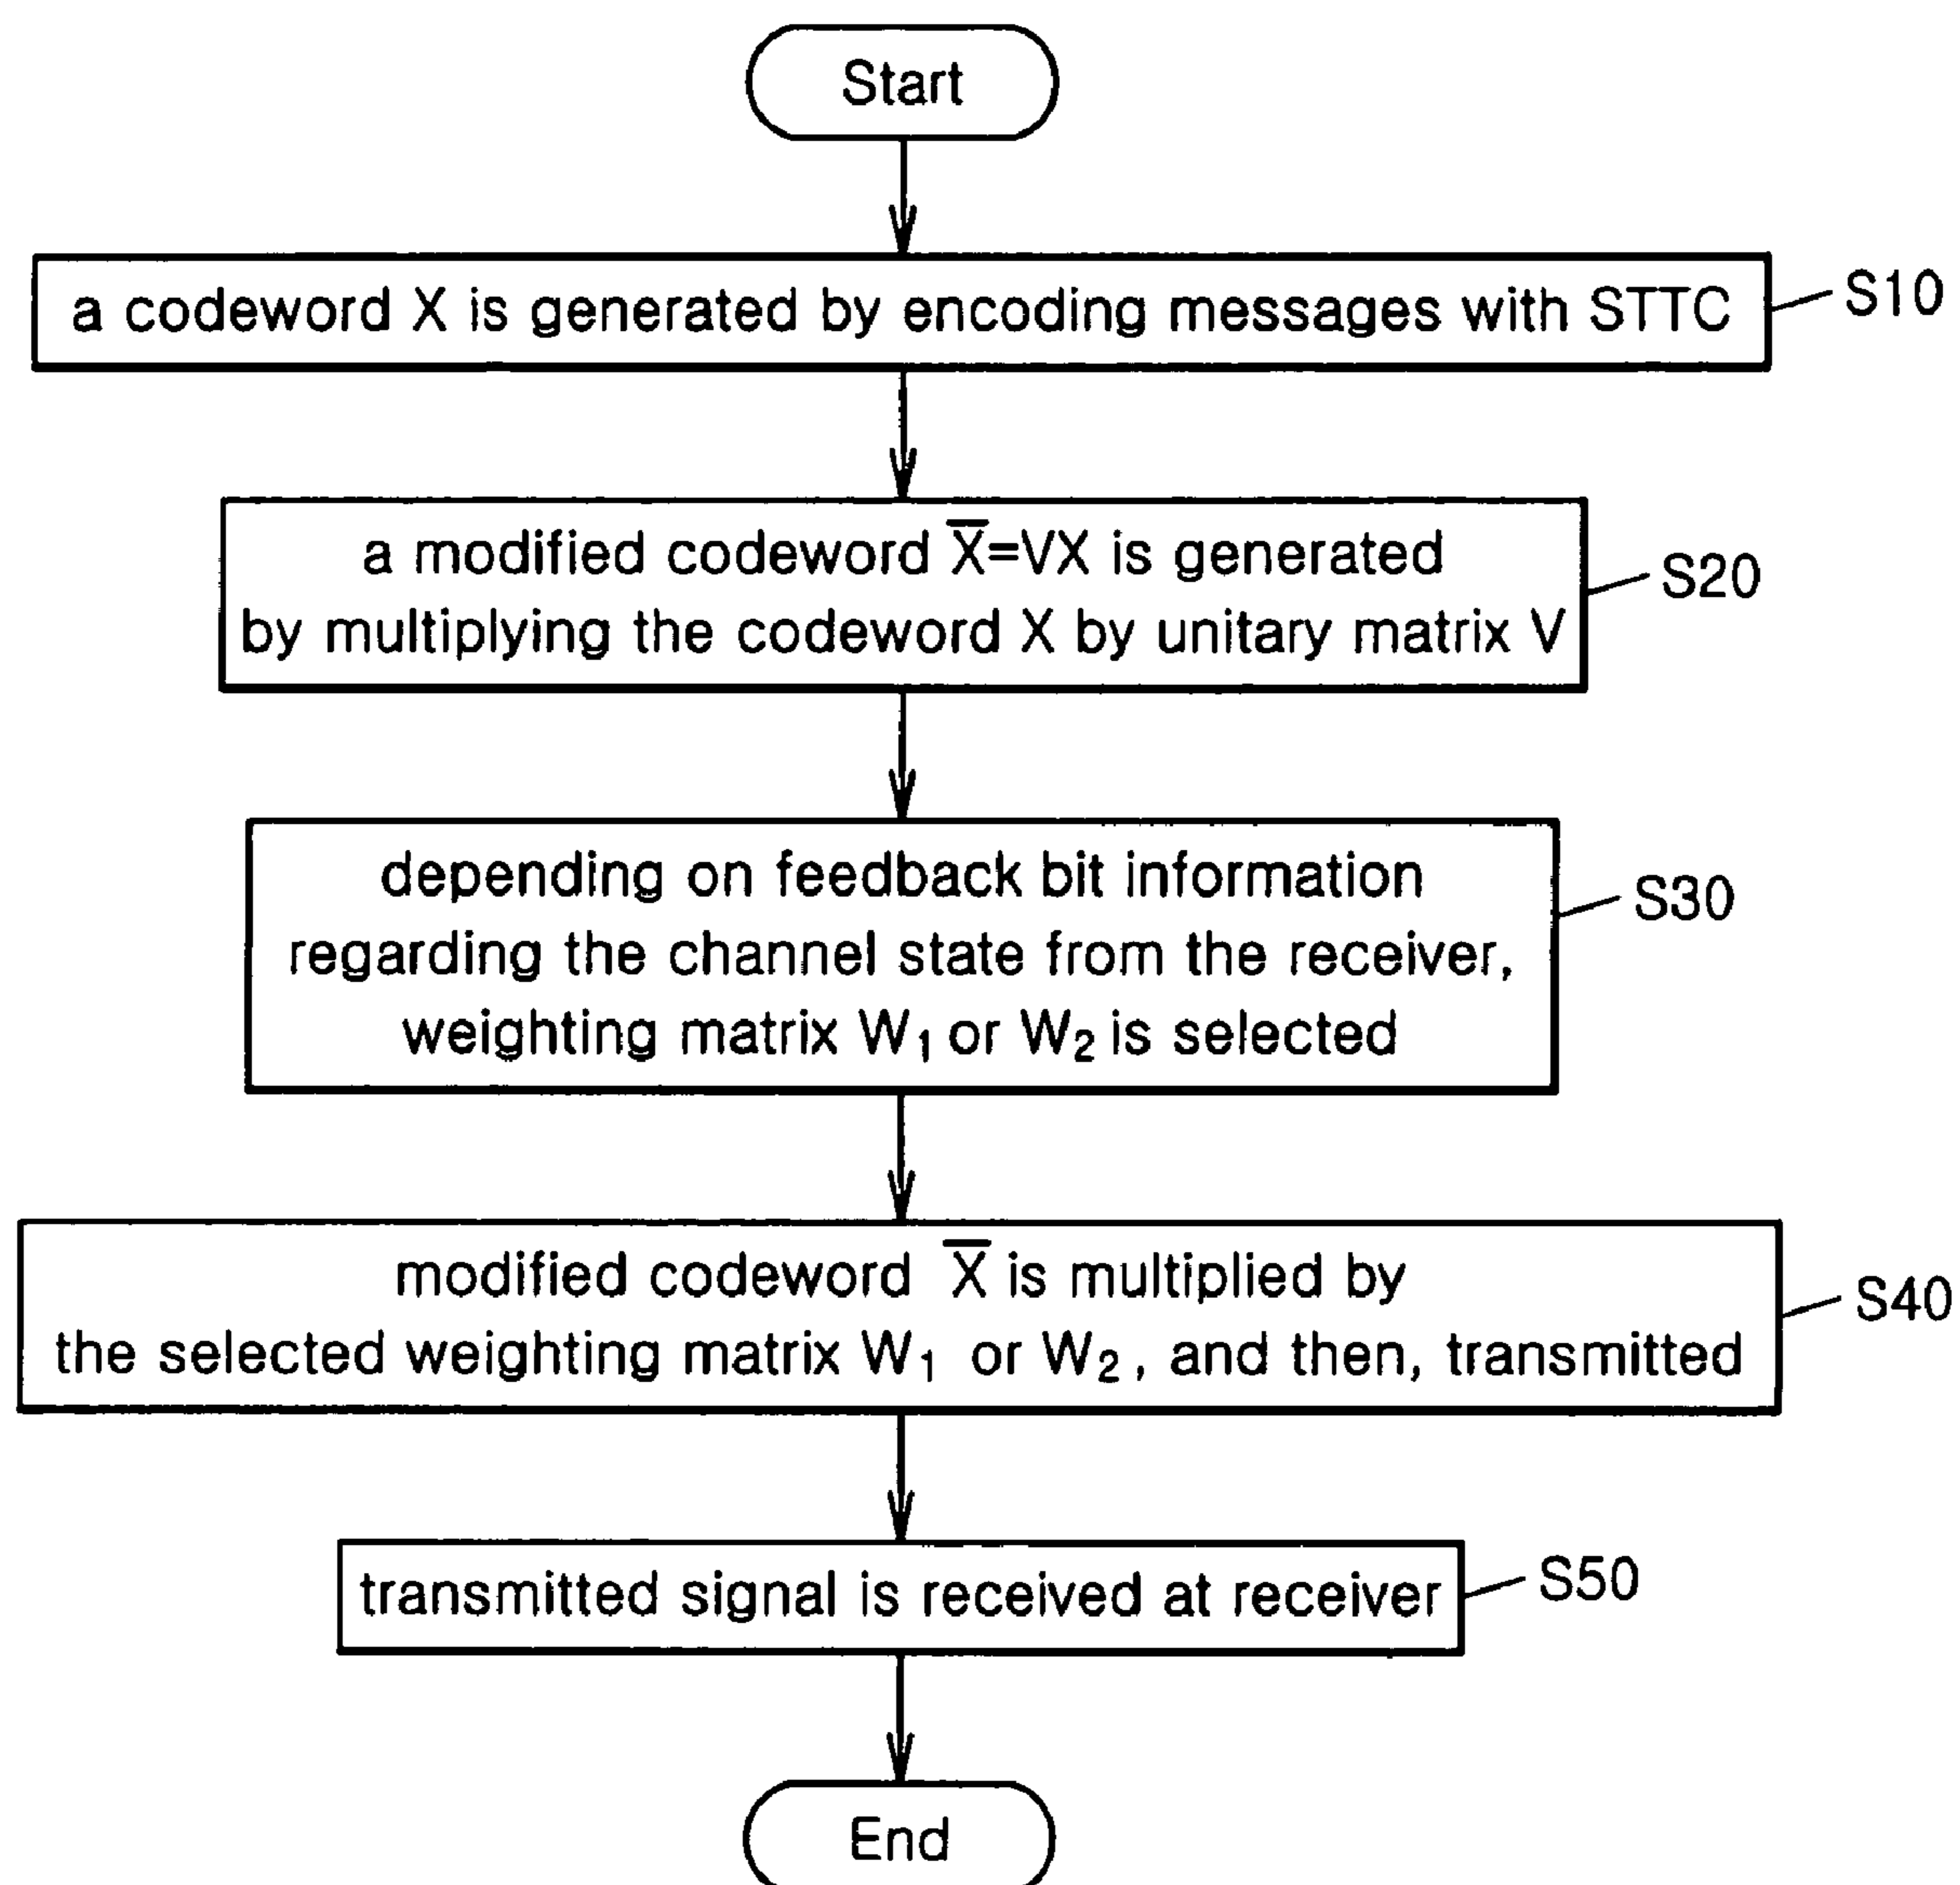 Start
a codeword X is generated by encoding messages with STTC
S10
a modified codeword X̅=VX is generated
by multiplying the codeword X by unitary matrix V
S20
depending on feedback bit information
regarding the channel state from the receiver,
weighting matrix W₁ or W₂ is selected
S30
modified codeword X̅ is multiplied by
the selected weighting matrix W₁ or W₂, and then, transmitted
S40
transmitted signal is received at receiver
S50
End